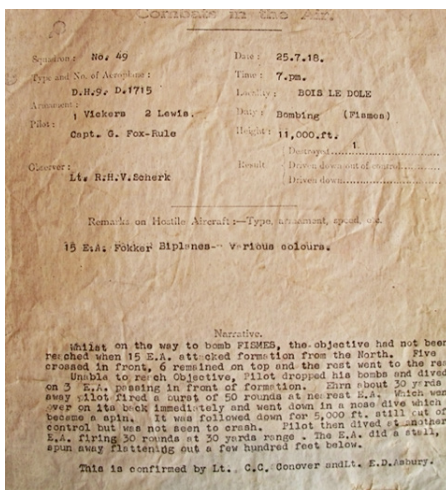 Combats in the Air.
Squadron: No. 49 Date: 25.7.18.
Type and No. of Aeroplane: Time: 7.pm.
D.H.9. D.1715 Locality: BOIS LE DOLE
Armament: Duty: Bombing (Fismes)
1 Vickers 2 Lewis.
Pilot: Height: 11,000.ft.
Capt. G. Fox-Rule
Destroyed 1
Observer: Result Driven down out of control
Lt. R.H.V.Scherk Driven down
Remarks on Hostile Aircraft:—Type, armament, speed, etc.
15 E.A. Fokker Biplanes- Various colours.
Narrative.
Whilst on the way to bomb FISMES, the objective had not been
reached when 15 E.A. attacked formation from the North. Five
crossed in front, 6 remained on top and the rest went to the
Unable to reach Objective, Pilot dropped his bombs and dived
on 3 E.A. passing in front of formation. Ehrn about 30 yards
away pilot fired a burst of 50 rounds at nearest E.A. Which
over on its back immediately and went down in a nose dive which
became a spin. It was followed down for 5,000 ft. still out of
control but was not seen to crash. Pilot then dived at another
E.A. firing 30 rounds at 30 yards range . The E.A. did a stall,
spun away flattening out a few hundred feet below.
This is confirmed by Lt. C.C. Conover andLt. E.D.Asbury.